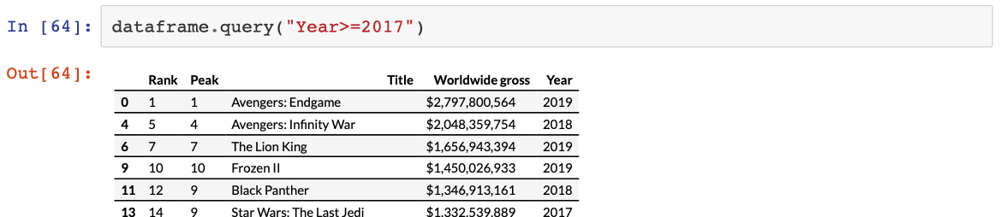 In [64]: dataframe.query("Year>=2017")
Out[64]:
Rank Peak Title Worldwide gross Year
0 1 1 Avengers: Endgame $2,797,800,564 2019
4 5 4 Avengers: Infinity War $2,048,359,754 2018
6 7 7 The Lion King $1,656,943,394 2019
9 10 10 Frozen II $1,450,026,933 2019
11 12 9 Black Panther $1,346,913,161 2018
13 14 9 Star Wars: The Last Jedi $1,332,539,889 2017